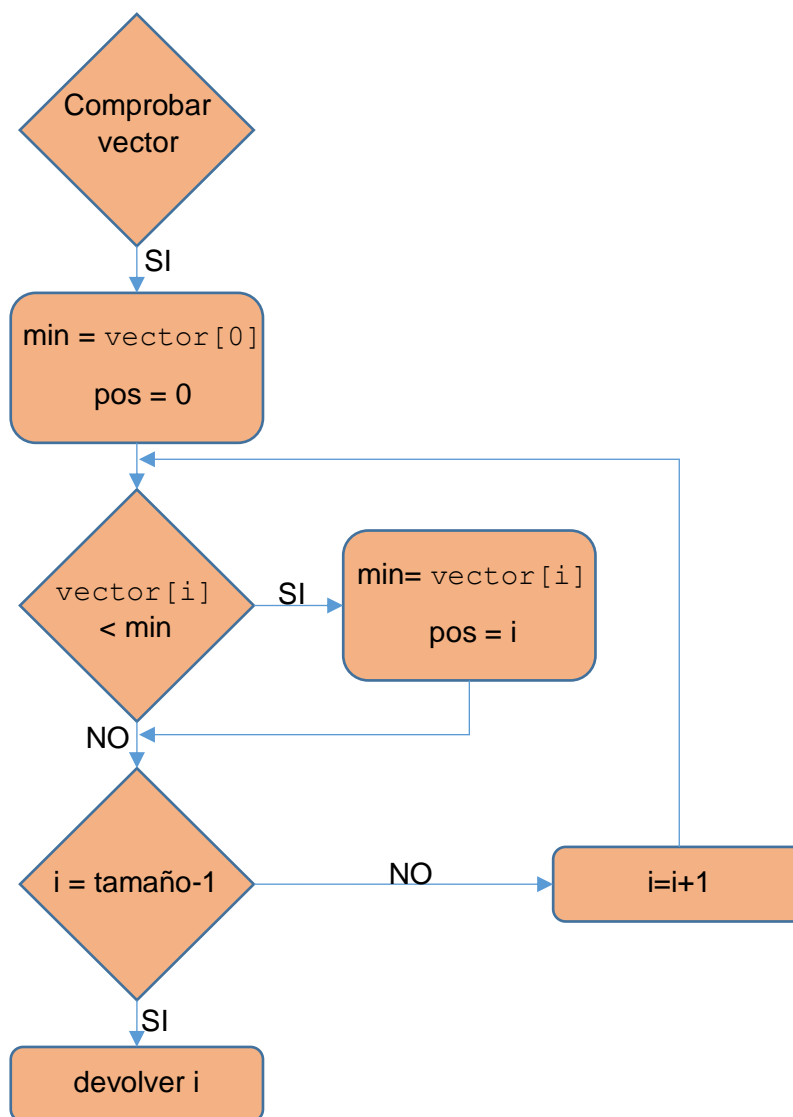 Comprobar
vector
SI
min = vector[0]
pos = 0
vector[i]
< min
SI
min= vector[i]
pos = i
NO
i = tamaño-1
NO
i=i+1
SI
devolver i